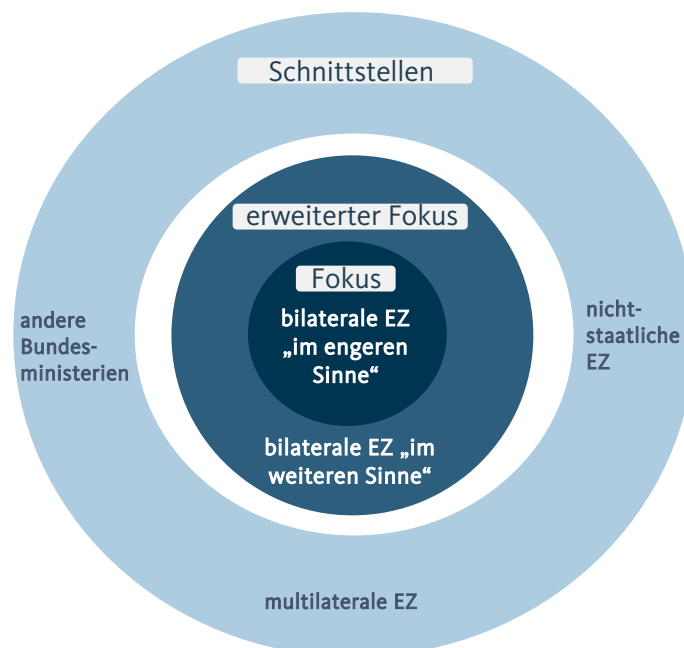 Schnittstellen
erweiterter Fokus
Fokus
bilaterale EZ
„im engeren
Sinne“
andere
Bundes-
ministerien
nicht-
staatliche
EZ
bilaterale EZ „im
weiteren Sinne“
multilaterale EZ